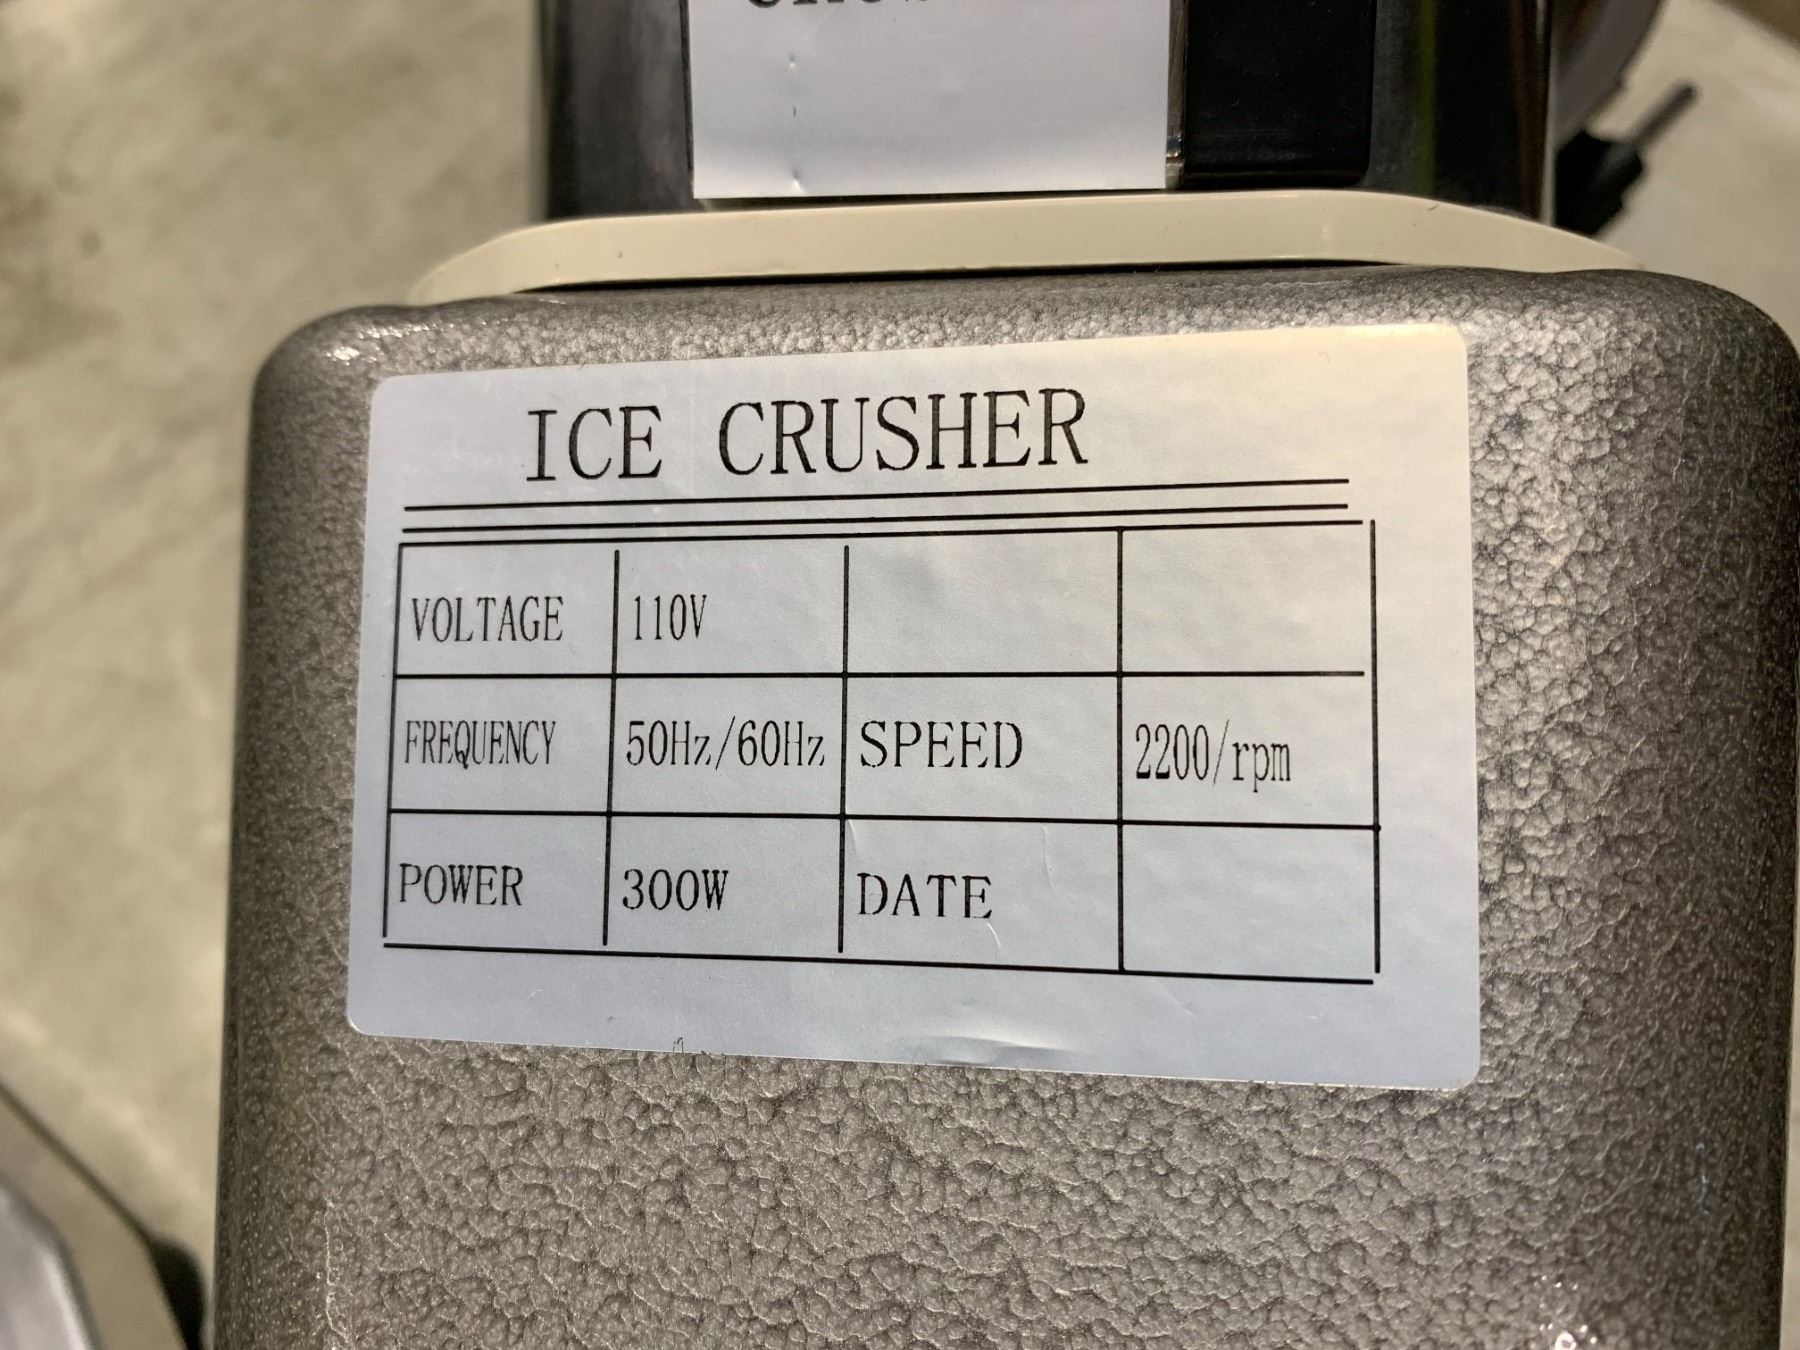 ICE CRUSHER
VOLTAGE 110V
FREQUENCY 50Hz/60Hz SPEED 2200/rpm
POWER 300W DATE